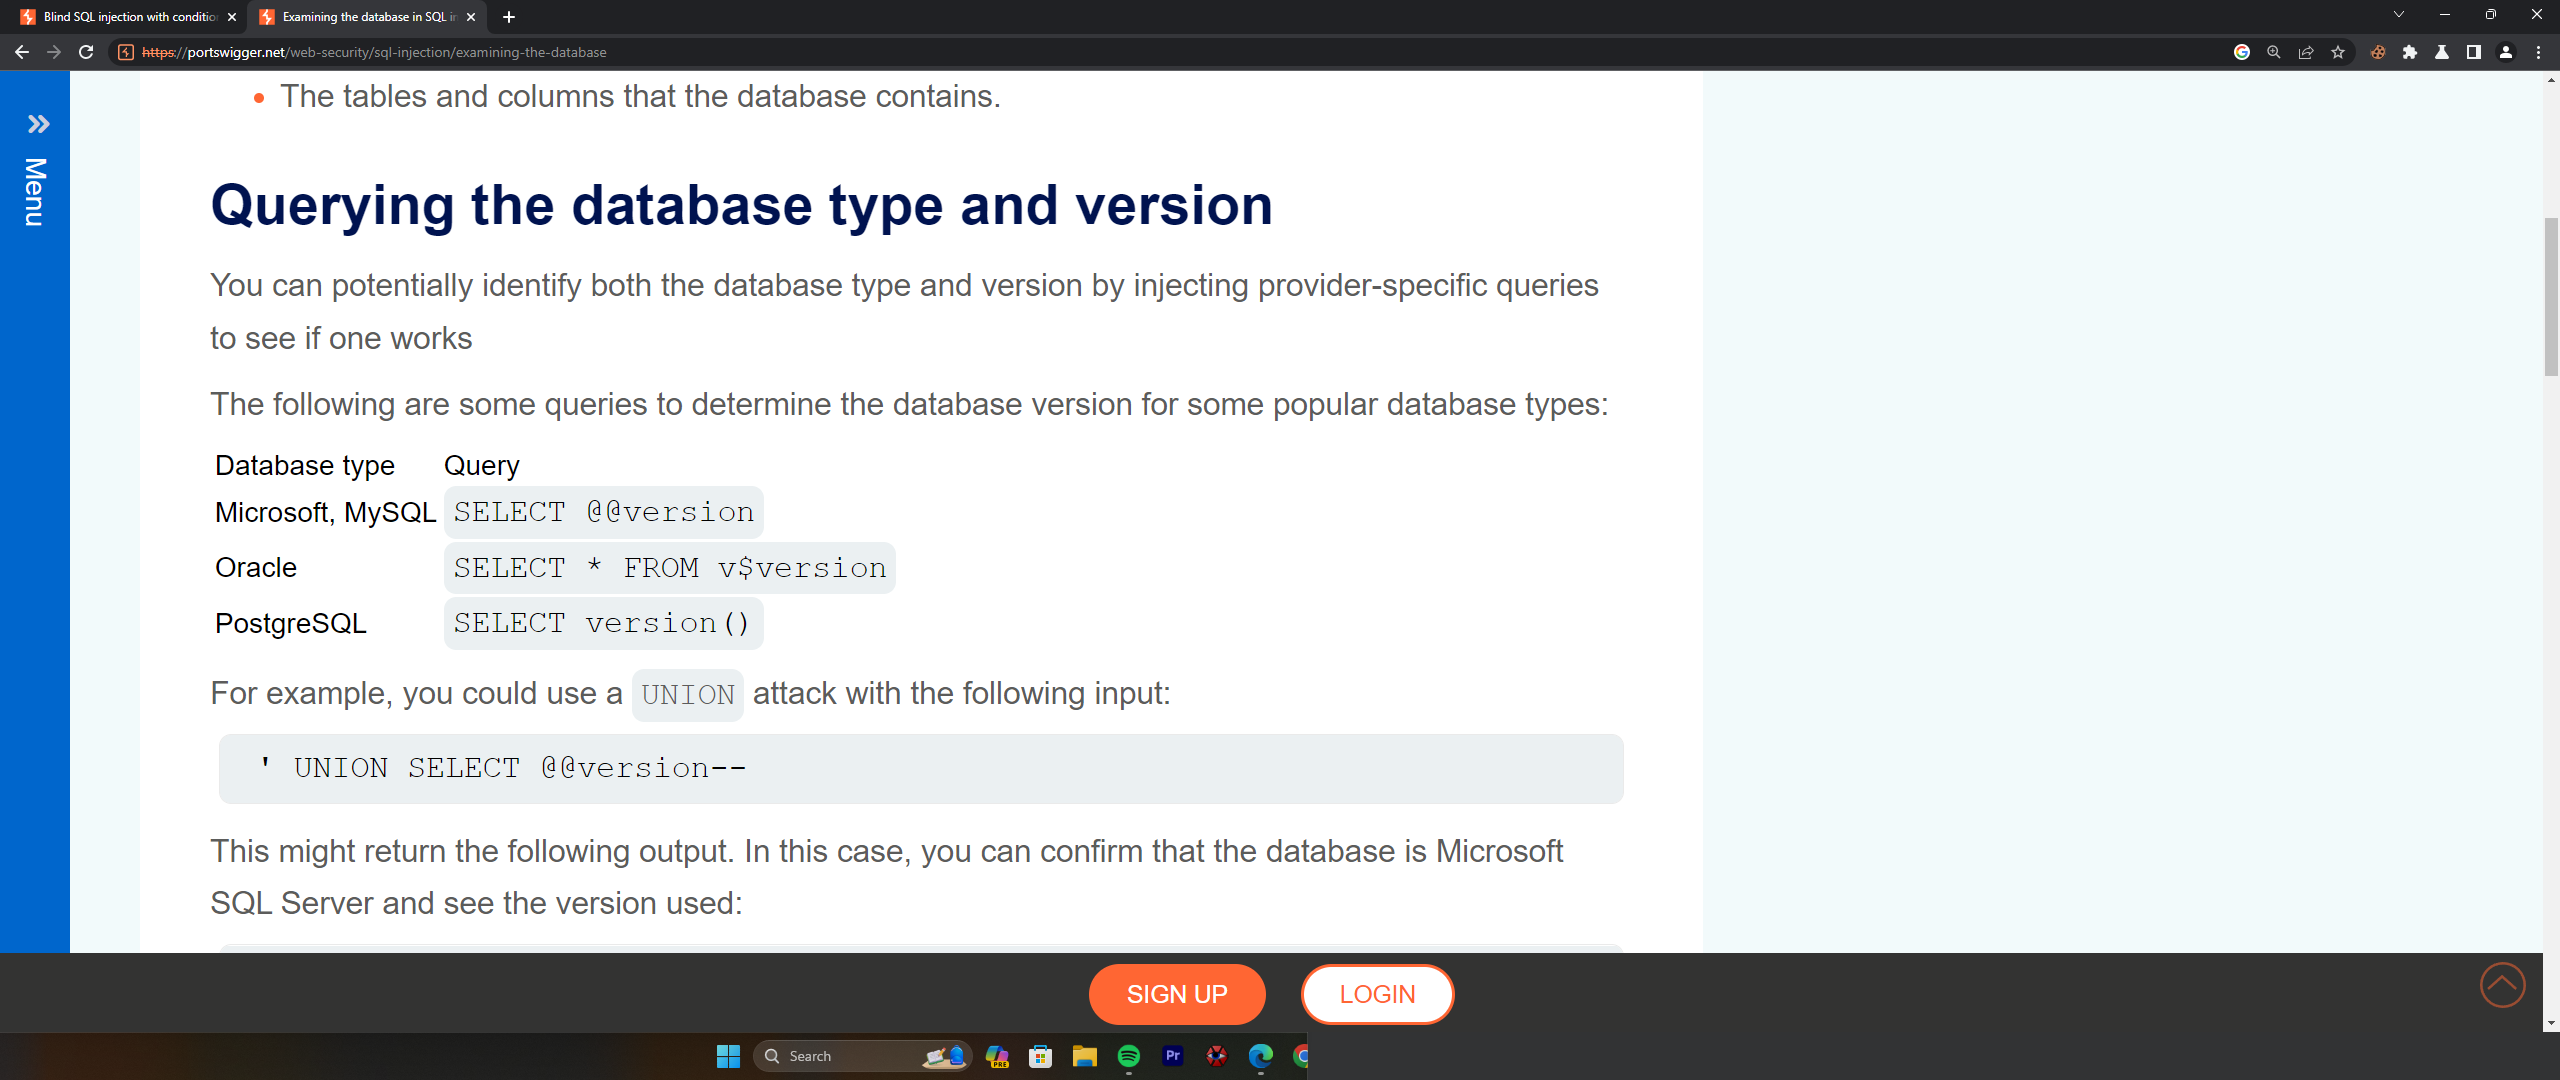 Blind SQL injection with conditio
Examining the database in SQL in
https://portswigger.net/web-security/sql-injection/examining-the-database
Menu
The tables and columns that the database contains.
Querying the database type and version
You can potentially identify both the database type and version by injecting provider-specific queries
to see if one works
The following are some queries to determine the database version for some popular database types:
Database type Query
Microsoft, MySQL SELECT @@version
Oracle SELECT * FROM v$version
PostgreSQL SELECT version()
For example, you could use a UNION attack with the following input:
' UNION SELECT @@version--
This might return the following output. In this case, you can confirm that the database is Microsoft
SQL Server and see the version used:
SIGN UP LOGIN
Search
PRE
Pr